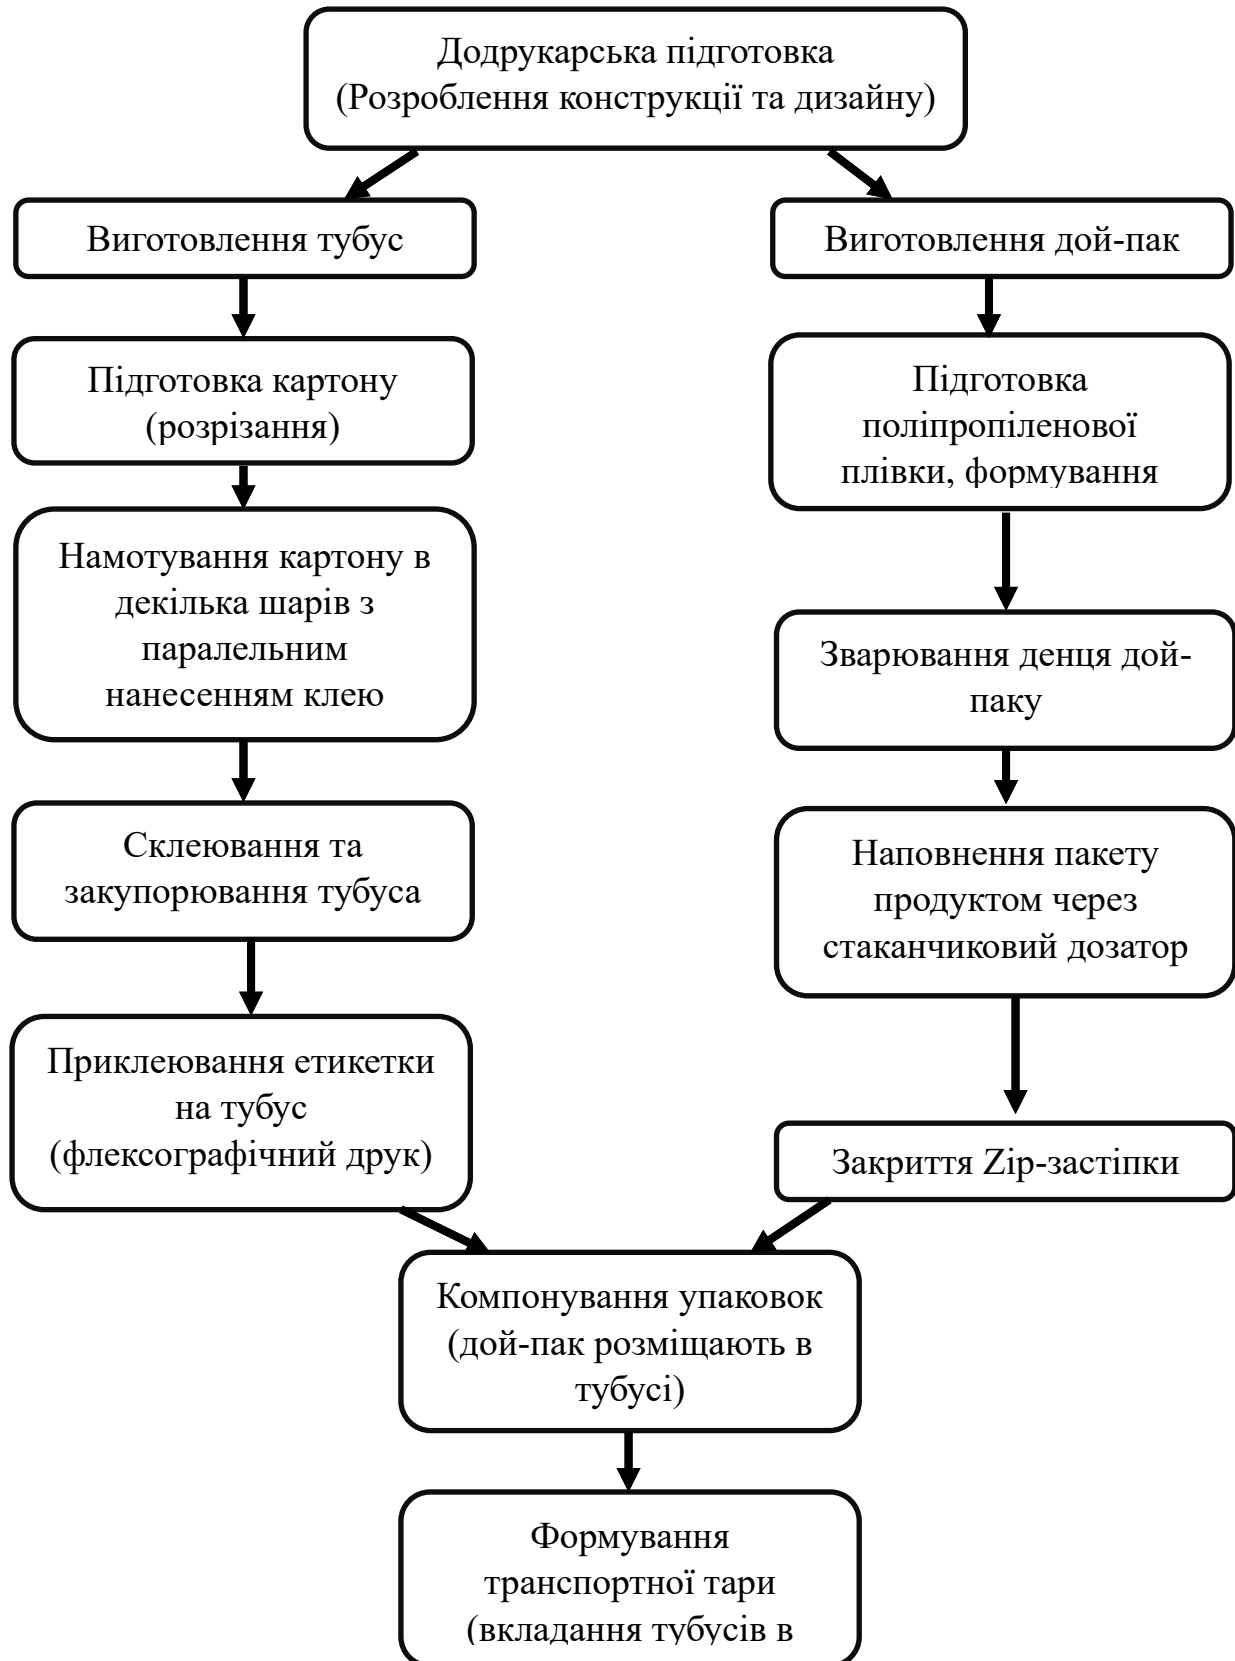 Додрукарська підготовка
(Розроблення конструкції та дизайну)
Виготовлення тубус
Виготовлення дой-пак
Підготовка картону
(розрізання)
Підготовка
поліпропіленової
плівки, формування
Намотування картону в
декілька шарів з
паралельним
нанесенням клею
Зварювання денця дой-
паку
Склеювання та
закупорювання тубуса
Наповнення пакету
продуктом через
стаканчиковий дозатор
Приклеювання етикетки
на тубус
(флексографічний друк)
Закриття Zip-застіпки
Компонування упаковок
(дой-пак розміщають в
тубусі)
Формування
транспортної тари
(вкладання тубусів в